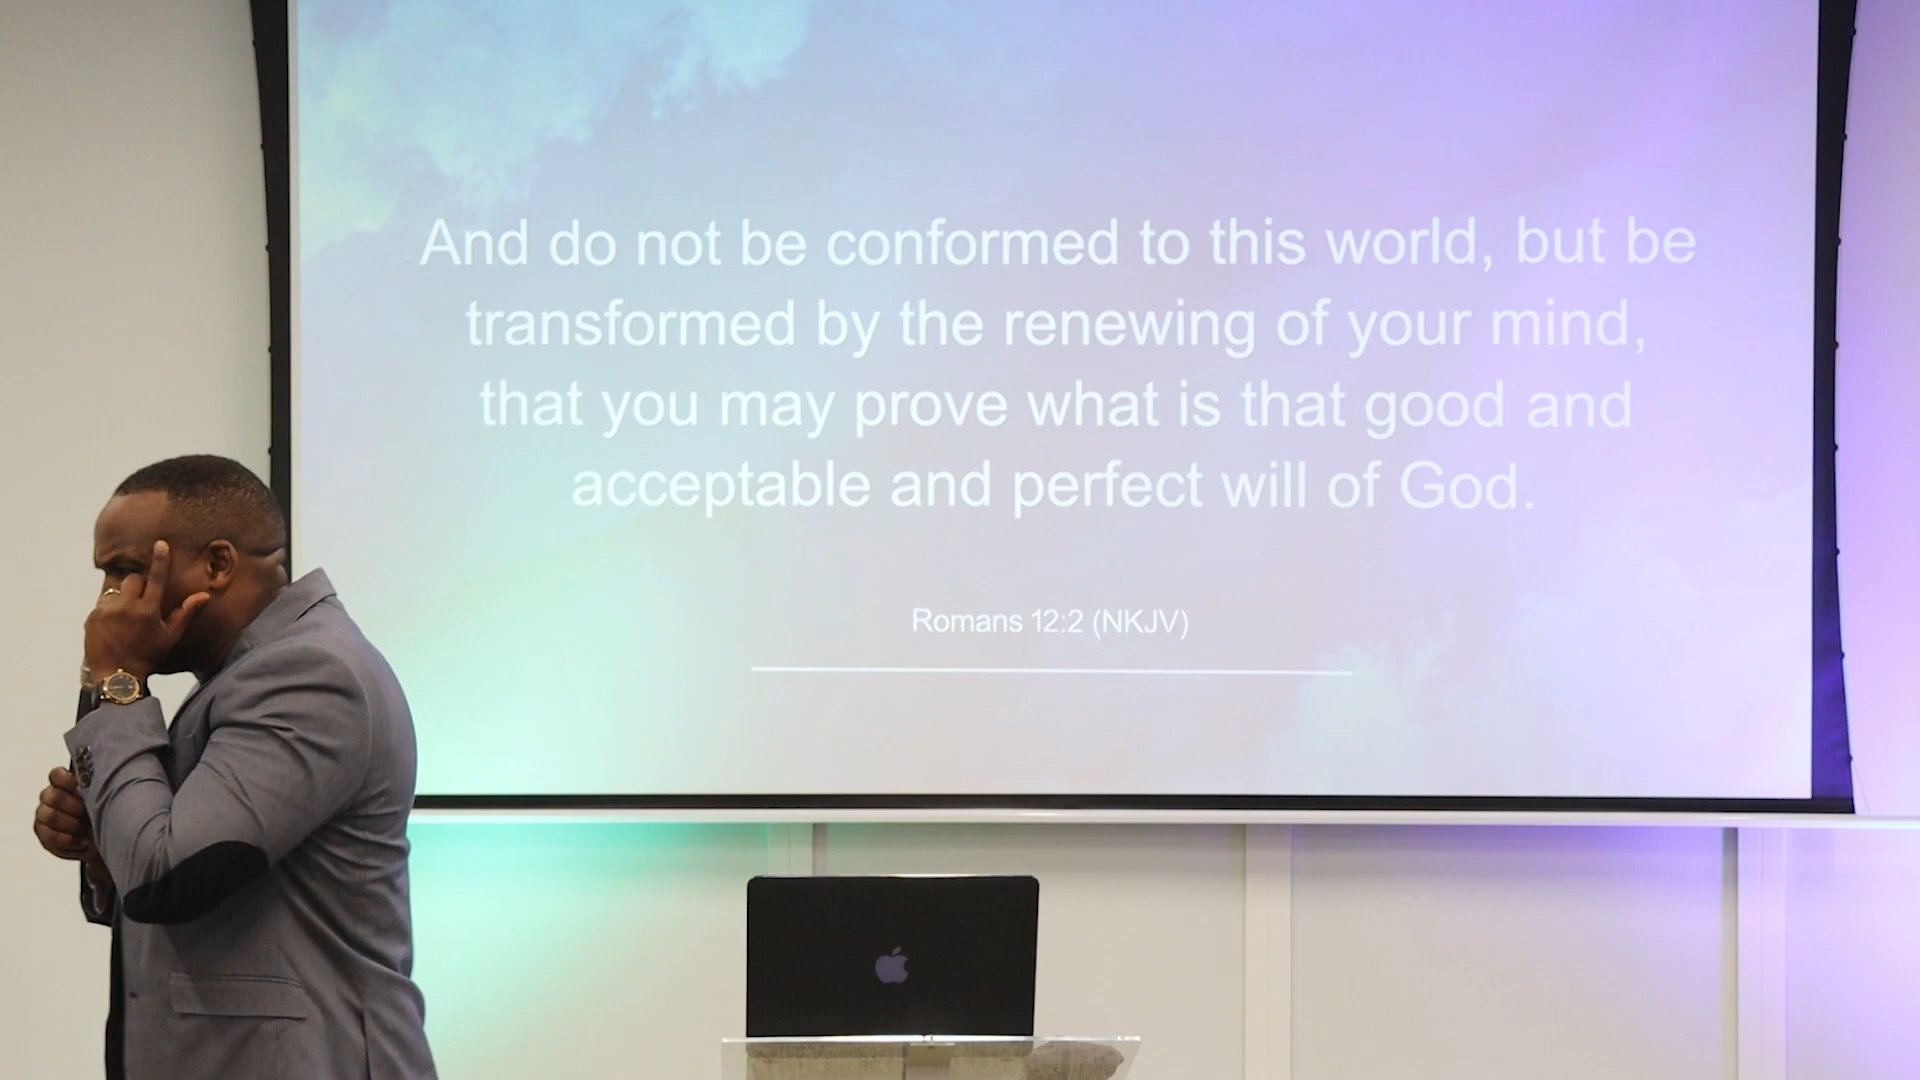 And do not be conformed to this world, but be
transformed by the renewing of your mind,
that you may prove what is that good and
acceptable and perfect will of God.
Romans 12:2 (NKJV)